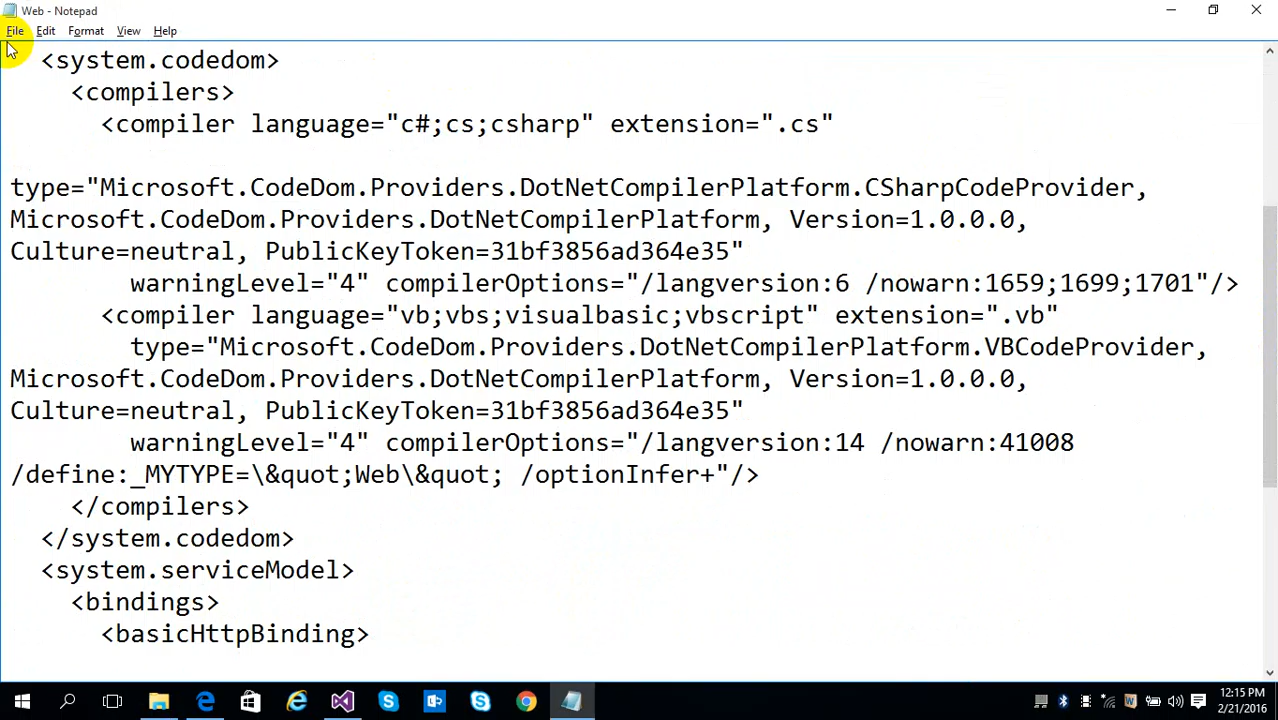 Web - Notepad
File Edit Format View Help
<system.codedom>
<compilers>
<compiler language="c#;cs;csharp" extension=".cs"
type="Microsoft.CodeDom.Providers.DotNetCompilerPlatform.CSharpCodeProvider,
Microsoft.CodeDom.Providers.DotNetCompilerPlatform, Version=1.0.0.0,
Culture=neutral, PublicKeyToken=31bf3856ad364e35"
warningLevel="4" compilerOptions="/langversion:6 /nowarn:1659;1699;1701"/>
<compiler language="vb;vbs;visualbasic;vbscript" extension=".vb"
type="Microsoft.CodeDom.Providers.DotNetCompilerPlatform.VBCodeProvider,
Microsoft.CodeDom.Providers.DotNetCompilerPlatform, Version=1.0.0.0,
Culture=neutral, PublicKeyToken=31bf3856ad364e35"
warningLevel="4" compilerOptions="/langversion:14 /nowarn:41008
/define:_MYTYPE=\&quot;Web\&quot; /optionInfer+"/>
</compilers>
</system.codedom>
<system.serviceModel>
<bindings>
<basicHttpBinding>
12:15 PM
2/21/2016